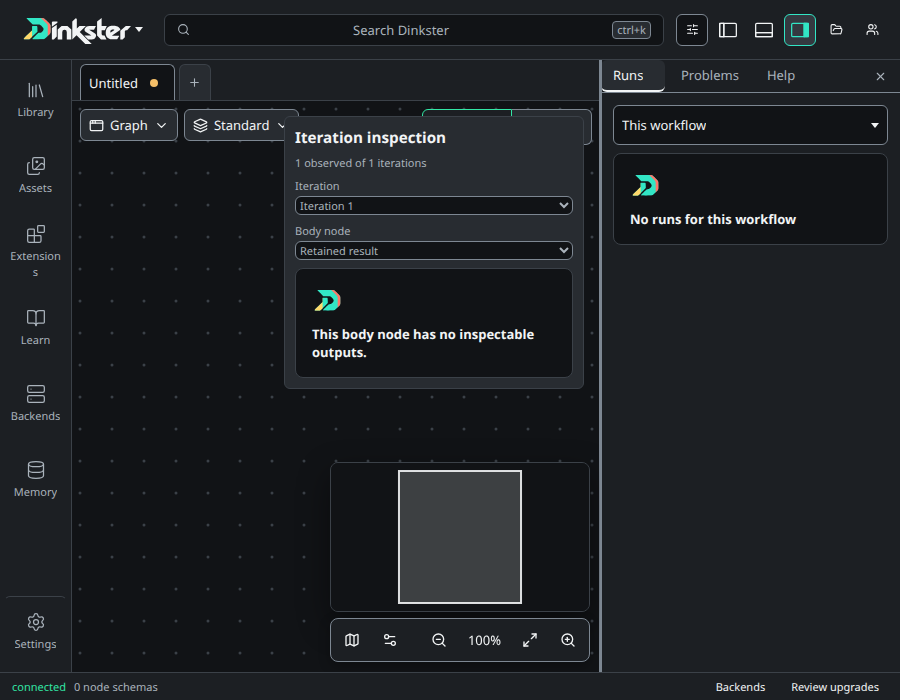 Dinkster
Search Dinkster
ctrl+k
Library
Assets
Extension
s
Learn
Backends
Memory
Settings
Untitled
+
Graph
Standard
Iteration inspection
1 observed of 1 iterations
Iteration
Iteration 1
Body node
Retained result
This body node has no inspectable
outputs.
100%
Runs
Problems
Help
This workflow
No runs for this workflow
connected
0 node schemas
Backends
Review upgrades